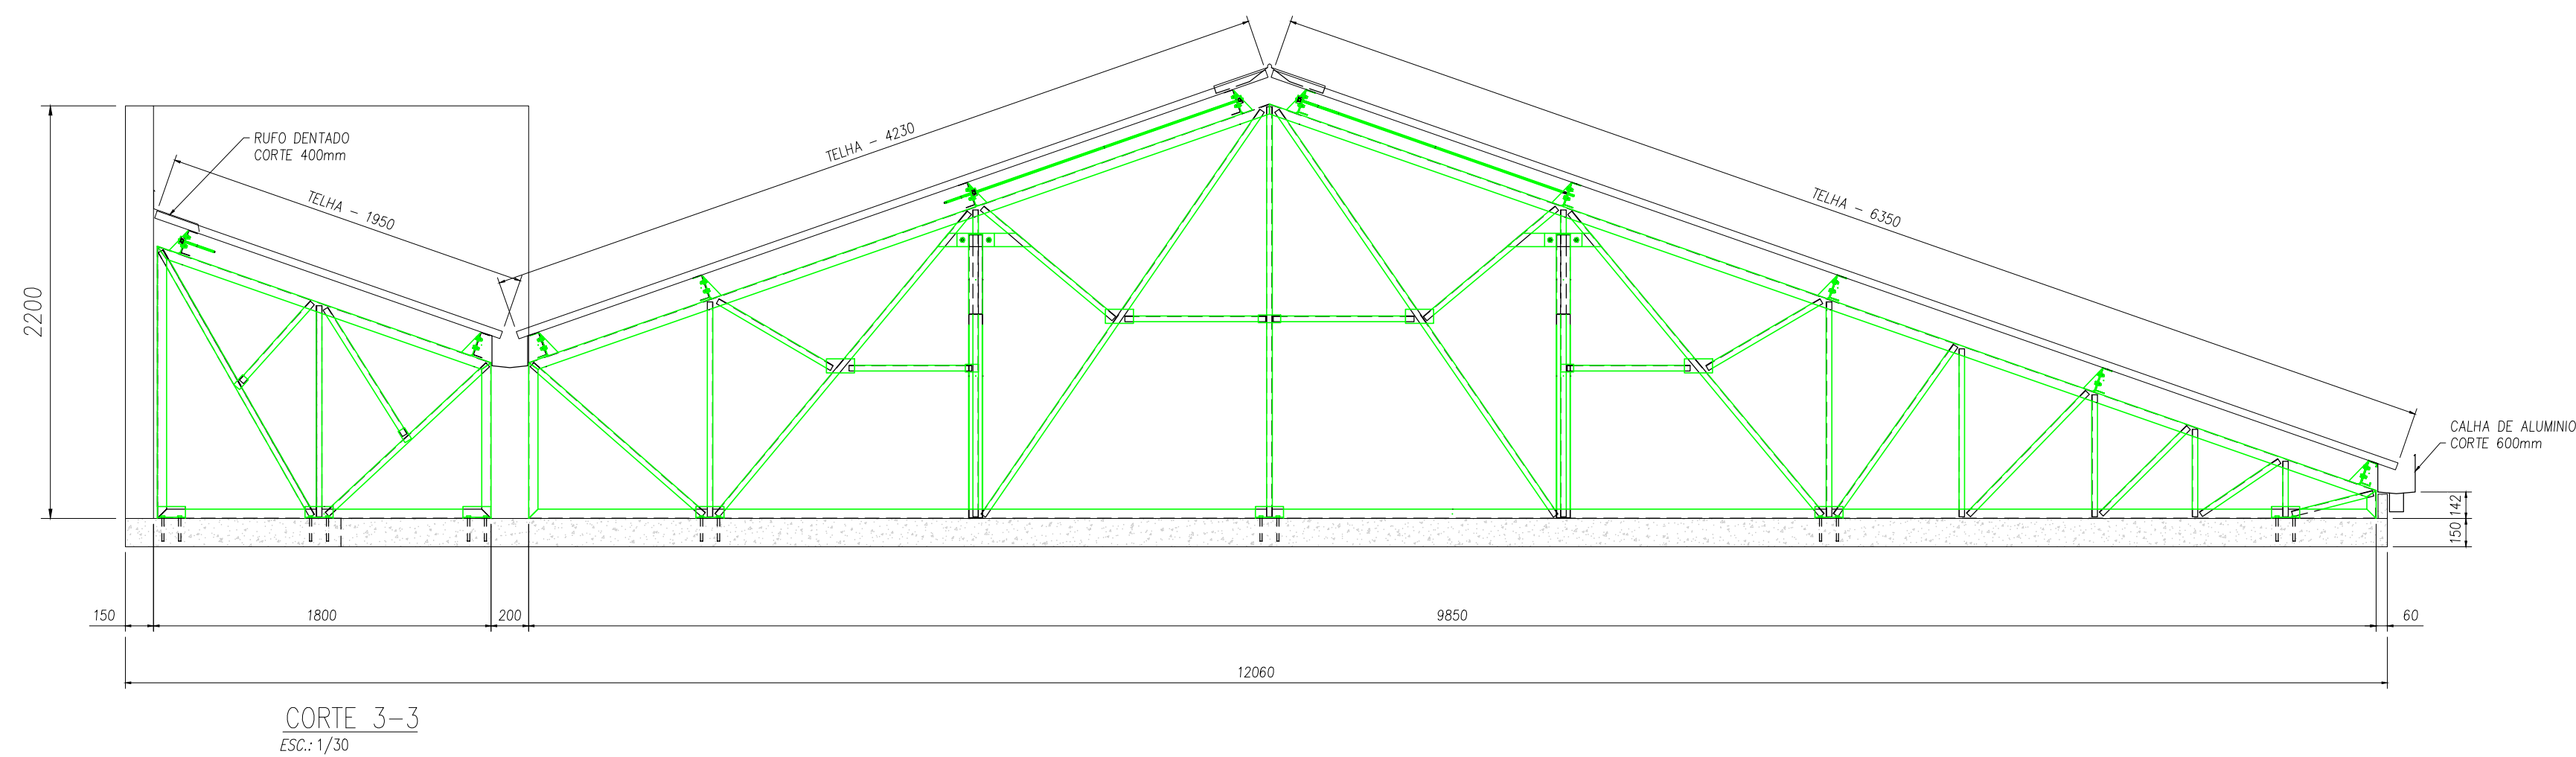 TELHA - 4230
RUFO DENTADO
CORTE 400mm
TELHA - 1950
TELHA - 6350
2200
CALHA DE ALUMINIO
CORTE 600mm
142
150
150
1800
200
9850
60
12060
CORTE 3-3
ESC.: 1/30